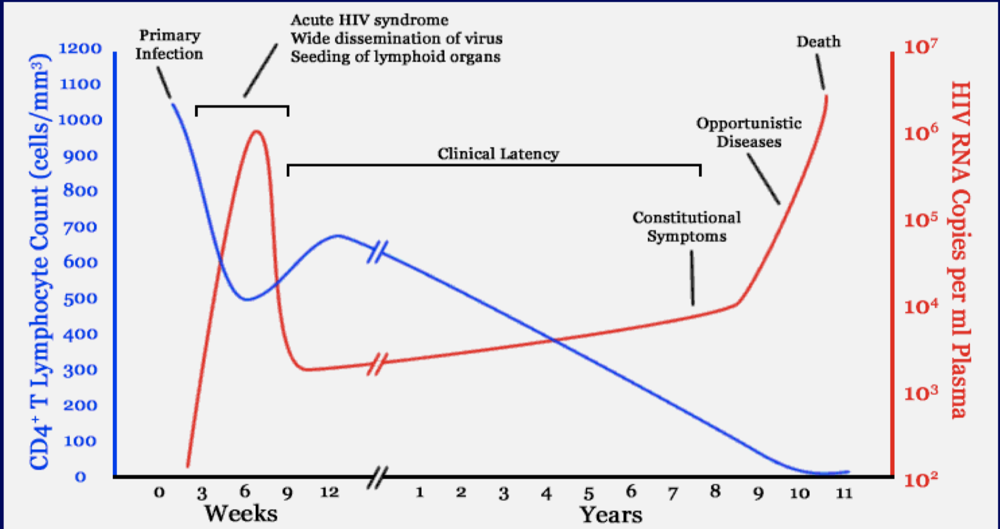 Acute HIV syndrome
Wide dissemination of virus
Seeding of lymphoid organs
Primary
Infection
Death
Opportunistic
Diseases
Clinical Latency
Constitutional
Symptoms
CD4⁺ T Lymphocyte Count (cells/mm³)
1200
1100
1000
900
800
700
600
500
400
300
200
100
0
HIV RNA Copies per ml Plasma
10⁷
10⁶
10⁵
10⁴
10³
10²
0 3 6 9 12 1 2 3 4 5 6 7 8 9 10 11
Weeks Years